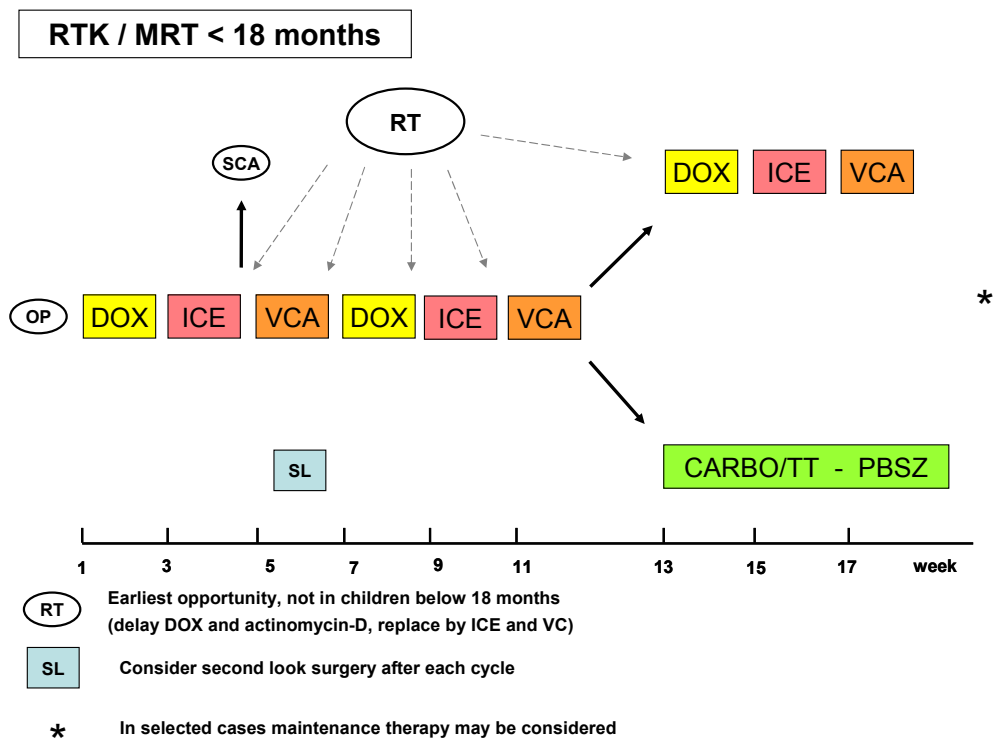 RTK / MRT < 18 months
RT
SCA
DOX ICE VCA
OP DOX ICE VCA DOX ICE VCA
*
SL
CARBO/TT - PBSZ
1 3 5 7 9 11 13 15 17 week
RT Earliest opportunity, not in children below 18 months
(delay DOX and actinomycin-D, replace by ICE and VC)
SL Consider second look surgery after each cycle
* In selected cases maintenance therapy may be considered